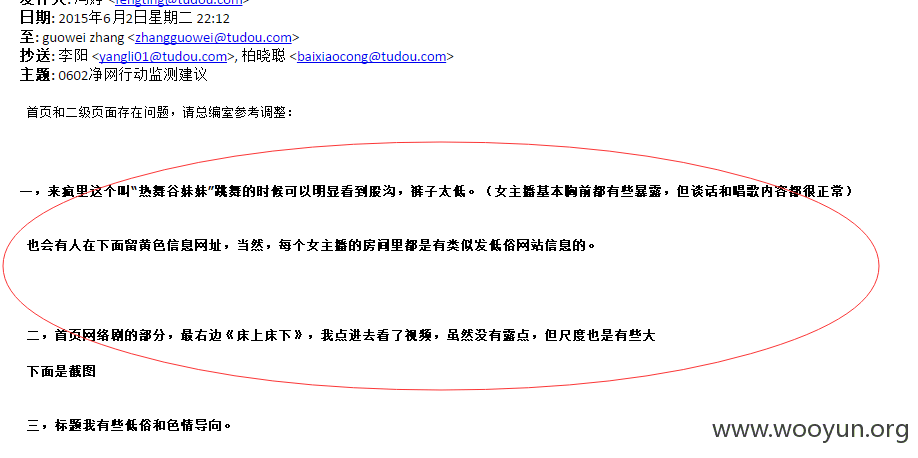 发件人: 冯婷 <fengting@tudou.com>
日期: 2015年6月2日星期二 22:12
至: guowei zhang <zhangguowei@tudou.com>
抄送: 李阳 <yangli01@tudou.com>, 柏晓聪 <baixiaocong@tudou.com>
主题: 0602净网行动监测建议
首页和二级页面存在问题，请总编室参考调整：
一，来疯里这个叫“热舞谷妹妹”跳舞的时候可以明显看到股沟，裤子太低。（女主播基本胸前都有些暴露，但谈话和唱歌内容都很正常）
也会有人在下面留黄色信息网址，当然，每个女主播的房间里都是有类似发低俗网站信息的。
二，首页网络剧的部分，最右边《床上床下》，我点进去看了视频，虽然没有露点，但尺度也是有些大
下面是截图
三，标题我有些低俗和色情导向。
www.wooyun.org